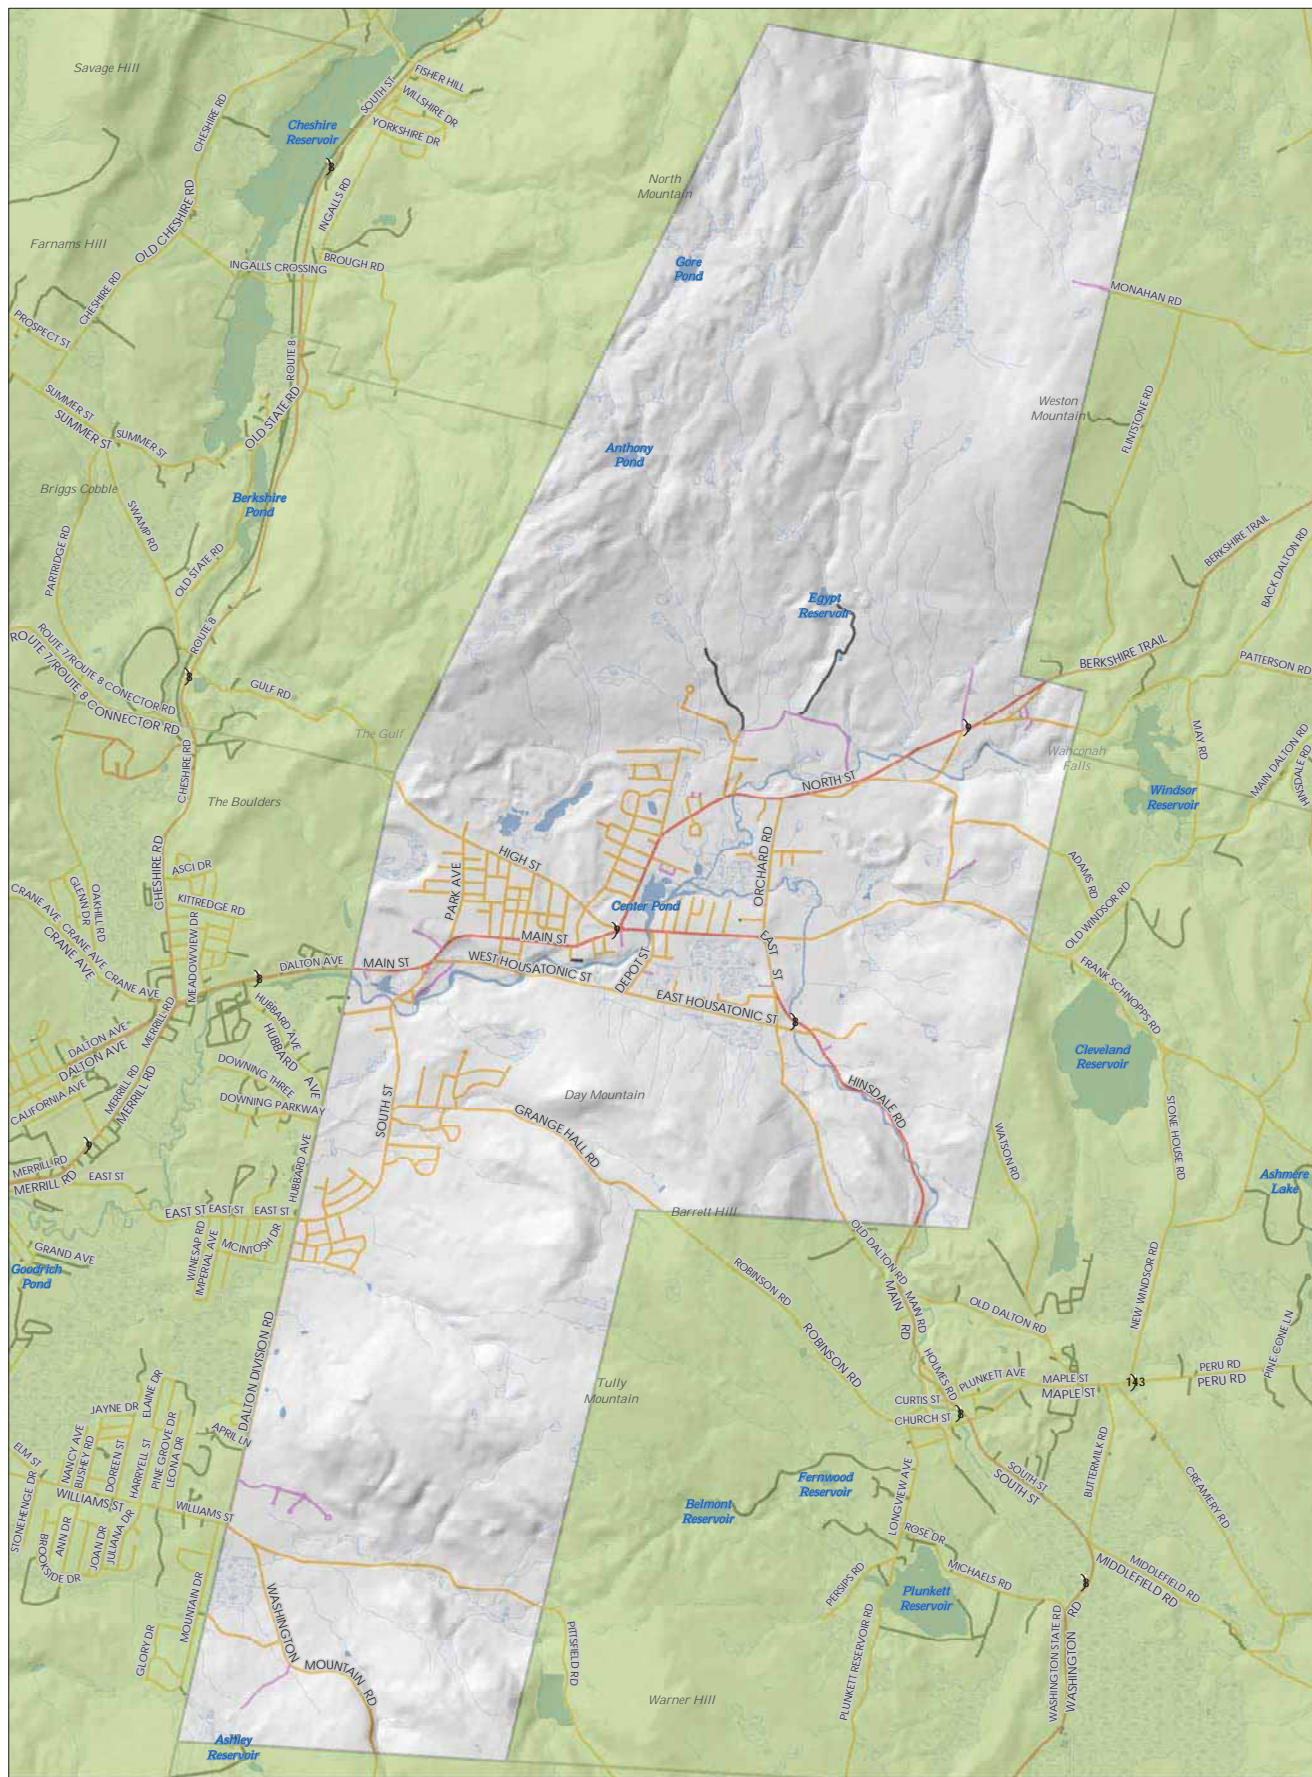 Savage Hill
FISHER HILL
SOUTH ST
WILLSHIRE DR
YORKSHIRE DR
CHESHIRE RD
Cheshire
Reservoir
8
INGALLS RD
North
Mountain
OLD CHESHIRE RD
Farnams Hill
INGALLS CROSSING
BROUGH RD
Gore
Pond
CHESHIRE RD
MONAHAN RD
PROSPECT ST
ROUTE 8
SUMMER ST
SUMMER ST
SUMMER ST
OLD STATE RD
Weston
Mountain
FLINTSTONE RD
Anthony
Pond
Briggs Cobble
Berkshire
Pond
SWAMP RD
PARTRIDGE RD
OLD STATE RD
BERKSHIRE TRAIL
BACK DALTON RD
Egypt
Reservoir
ROUTE 7/ROUTE 8 CONECTOR RD
ROUTE 7/ROUTE 8 CONNECTOR RD
ROUTE 8
8
GULF RD
BERKSHIRE TRAIL
PATTERSON RD
The Gulf
9
Wahconah
Falls
MAY RD
MAIN DALTON RD
HINSDALE RD
CHESHIRE RD
The Boulders
NORTH ST
Windsor
Reservoir
HIGH ST
ORCHARD RD
PARK AVE
ASCI DR
CHESHIRE RD
KITTREDGE RD
GLENN DR
OAKHILL RD
CRANE AVE
CRANE AVE
CRANE AVE
CRANE AVE
MEADOWVIEW DR
Center Pond
9
ADAMS RD
OLD WINDSOR RD
MAIN ST
EAST ST
DALTON AVE
MAIN ST
WEST HOUSATONIC ST
DEPOT ST
8
FRANK SCHNOPPS RD
EAST HOUSATONIC ST
8
HUBBARD AVE
HUBBARD AVE
MERRILL RD
DALTON AVE
DALTON AVE
CALIFORNIA AVE
Cleveland
Reservoir
DOWNING THREE
DOWNING PARKWAY
Day Mountain
HINSDALE RD
MERRILL RD
MERRILL RD
GRANGE HALL RD
SOUTH ST
STONE HOUSE RD
WATSON RD
9
MERRILL RD
MERRILL RD
EAST ST
HUBBARD AVE
Ashmere
Lake
EAST ST
EAST ST
EAST ST
WINESAP RD
IMPERIAL AVE
MCINTOSH DR
Barrett Hill
OLD DALTON RD
GRAND AVE
Goodrich
Pond
ROBINSON RD
NEW WINDSOR RD
MAIN RD
MAIN RD
OLD DALTON RD
DALTON DIVISION RD
ROBINSON RD
HOLMES RD
PINE CONE LN
Tully
Mountain
PLUNKETT AVE
MAPLE ST
MAPLE ST
143
PERU RD
PERU RD
CURTIS ST
CHURCH ST
8
JAYNE DR
ELAINE DR
APRIL LN
ELM ST
NANCY AVE
BUSHEY RD
DOREEN ST
HARRYELL ST
PINE GROVE DR
LEONA DR
STONEHENGE DR
WILLIAMS ST
WILLIAMS ST
BROOKSIDE DR
ANN DR
JOAN DR
JULIANA DR
Fernwood
Reservoir
Belmont
Reservoir
LONGVIEW AVE
SOUTH ST
SOUTH ST
BUTTERMILK RD
CREAMERY RD
ROSE DR
MICHAELS RD
PERSIPS RD
Plunkett
Reservoir
8
MIDDLEFIELD RD
MIDDLEFIELD RD
MOUNTAIN DR
GLORY DR
WASHINGTON
MOUNTAIN RD
PITTSFIELD RD
PLUNKETT RESERVOIR RD
WASHINGTON STATE RD
WASHINGTON RD
Warner Hill
Ashley
Reservoir